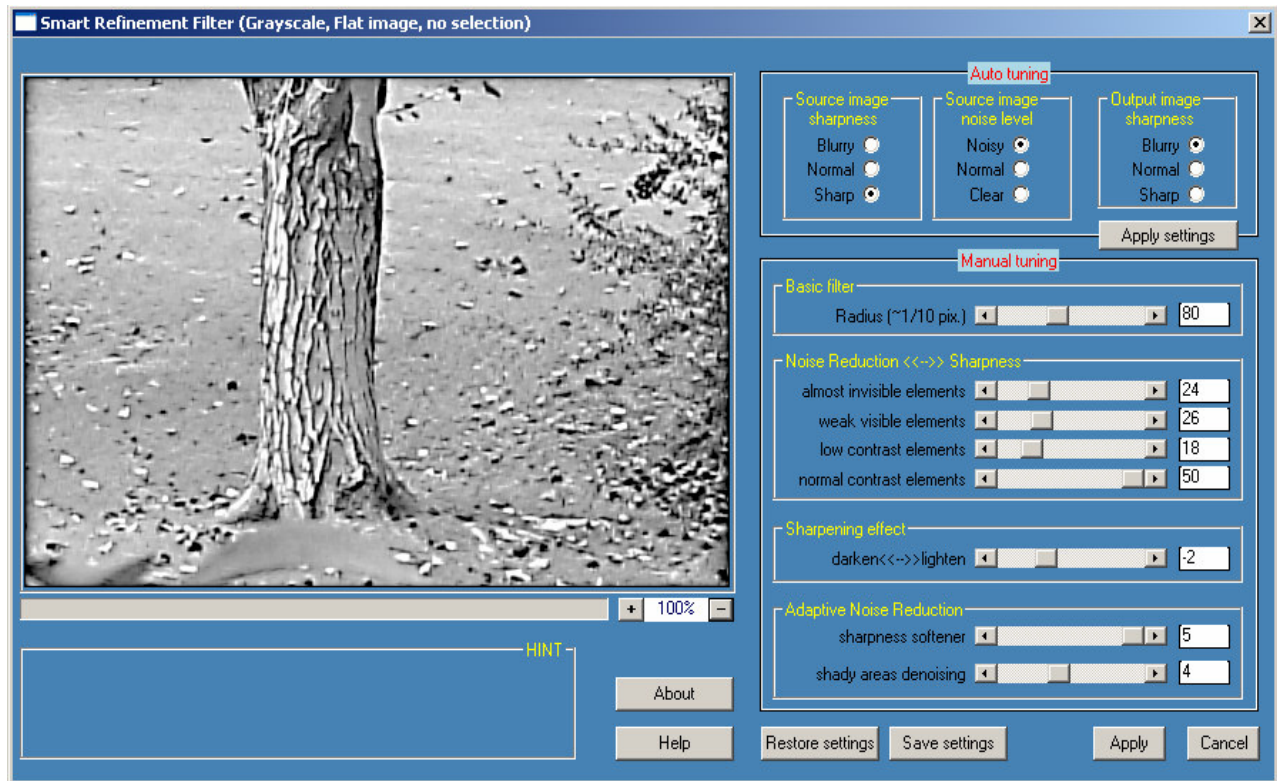 Smart Refinement Filter (Grayscale, Flat image, no selection)
Auto tuning
Source image
sharpness
Blurry
Normal
Sharp
Source image
noise level
Noisy
Normal
Clear
Output image
sharpness
Blurry
Normal
Sharp
Apply settings
Manual tuning
Basic filter
Radius (~1/10 pix.) 80
Noise Reduction <<-->> Sharpness
almost invisible elements 24
weak visible elements 26
low contrast elements 18
normal contrast elements 50
Sharpening effect
darken<<-->>lighten -2
Adaptive Noise Reduction
sharpness softener 5
shady areas denoising 4
+ 100% −
HINT
About
Help
Restore settings Save settings Apply Cancel